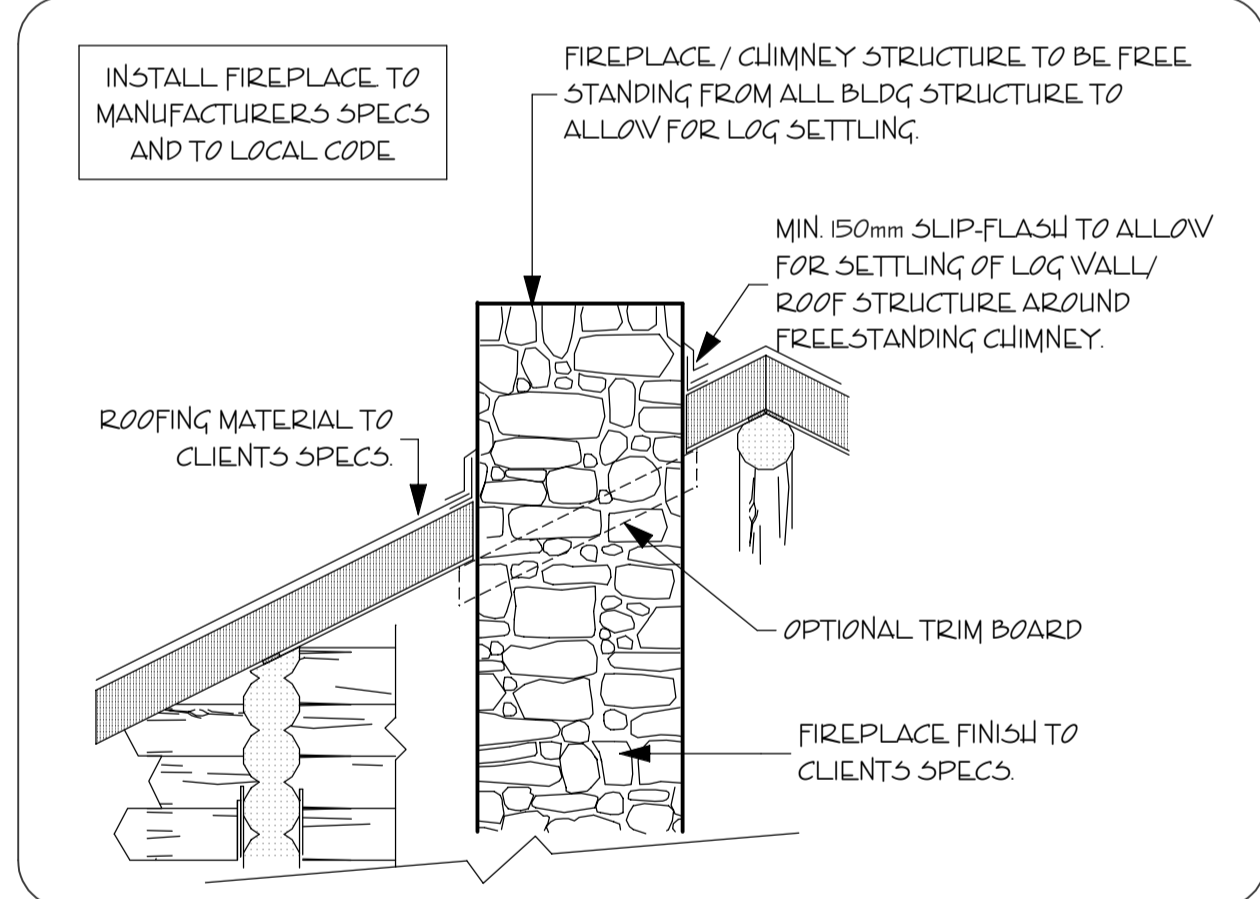 INSTALL FIREPLACE TO
MANUFACTURERS SPECS
AND TO LOCAL CODE
FIREPLACE / CHIMNEY STRUCTURE TO BE FREE
STANDING FROM ALL BLDG STRUCTURE TO
ALLOW FOR LOG SETTLING.
MIN. 150mm SLIP-FLASH TO ALLOW
FOR SETTLING OF LOG WALL/
ROOF STRUCTURE AROUND
FREESTANDING CHIMNEY.
ROOFING MATERIAL TO
CLIENTS SPECS.
OPTIONAL TRIM BOARD
FIREPLACE FINISH TO
CLIENTS SPECS.